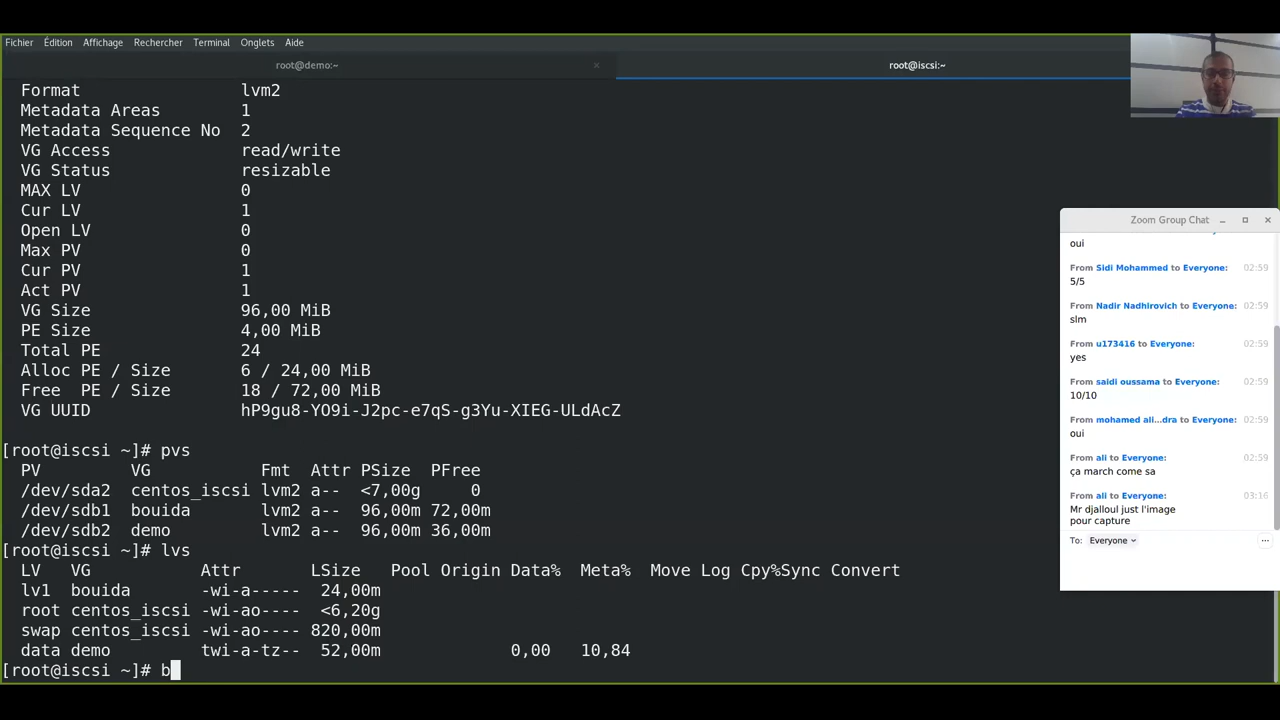 Fichier Édition Affichage Rechercher Terminal Onglets Aide
root@demo:~ × root@iscsi:~
Format lvm2
Metadata Areas 1
Metadata Sequence No 2
VG Access read/write
VG Status resizable
MAX LV 0
Cur LV 1
Open LV 0
Max PV 0
Cur PV 1
Act PV 1
VG Size 96,00 MiB
PE Size 4,00 MiB
Total PE 24
Alloc PE / Size 6 / 24,00 MiB
Free PE / Size 18 / 72,00 MiB
VG UUID hP9gu8-YO9i-J2pc-e7qS-g3Yu-XIEG-ULdAcZ
[root@iscsi ~]# pvs
PV VG Fmt Attr PSize PFree
/dev/sda2 centos_iscsi lvm2 a-- <7,00g 0
/dev/sdb1 bouida lvm2 a-- 96,00m 72,00m
/dev/sdb2 demo lvm2 a-- 96,00m 36,00m
[root@iscsi ~]# lvs
LV VG Attr LSize Pool Origin Data% Meta% Move Log Cpy%Sync Convert
lv1 bouida -wi-a----- 24,00m
root centos_iscsi -wi-ao---- <6,20g
swap centos_iscsi -wi-ao---- 820,00m
data demo twi-a-tz-- 52,00m 0,00 10,84
[root@iscsi ~]# b
Zoom Group Chat
oui
From Sidi Mohammed to Everyone: 02:59
5/5
From Nadir Nadhirovich to Everyone: 02:59
slm
From u173416 to Everyone: 02:59
yes
From saidi oussama to Everyone: 02:59
10/10
From mohamed ali...dra to Everyone: 02:59
oui
From ali to Everyone: 02:59
ça march come sa
From ali to Everyone: 03:16
Mr djalloul just l'image
pour capture
To: Everyone